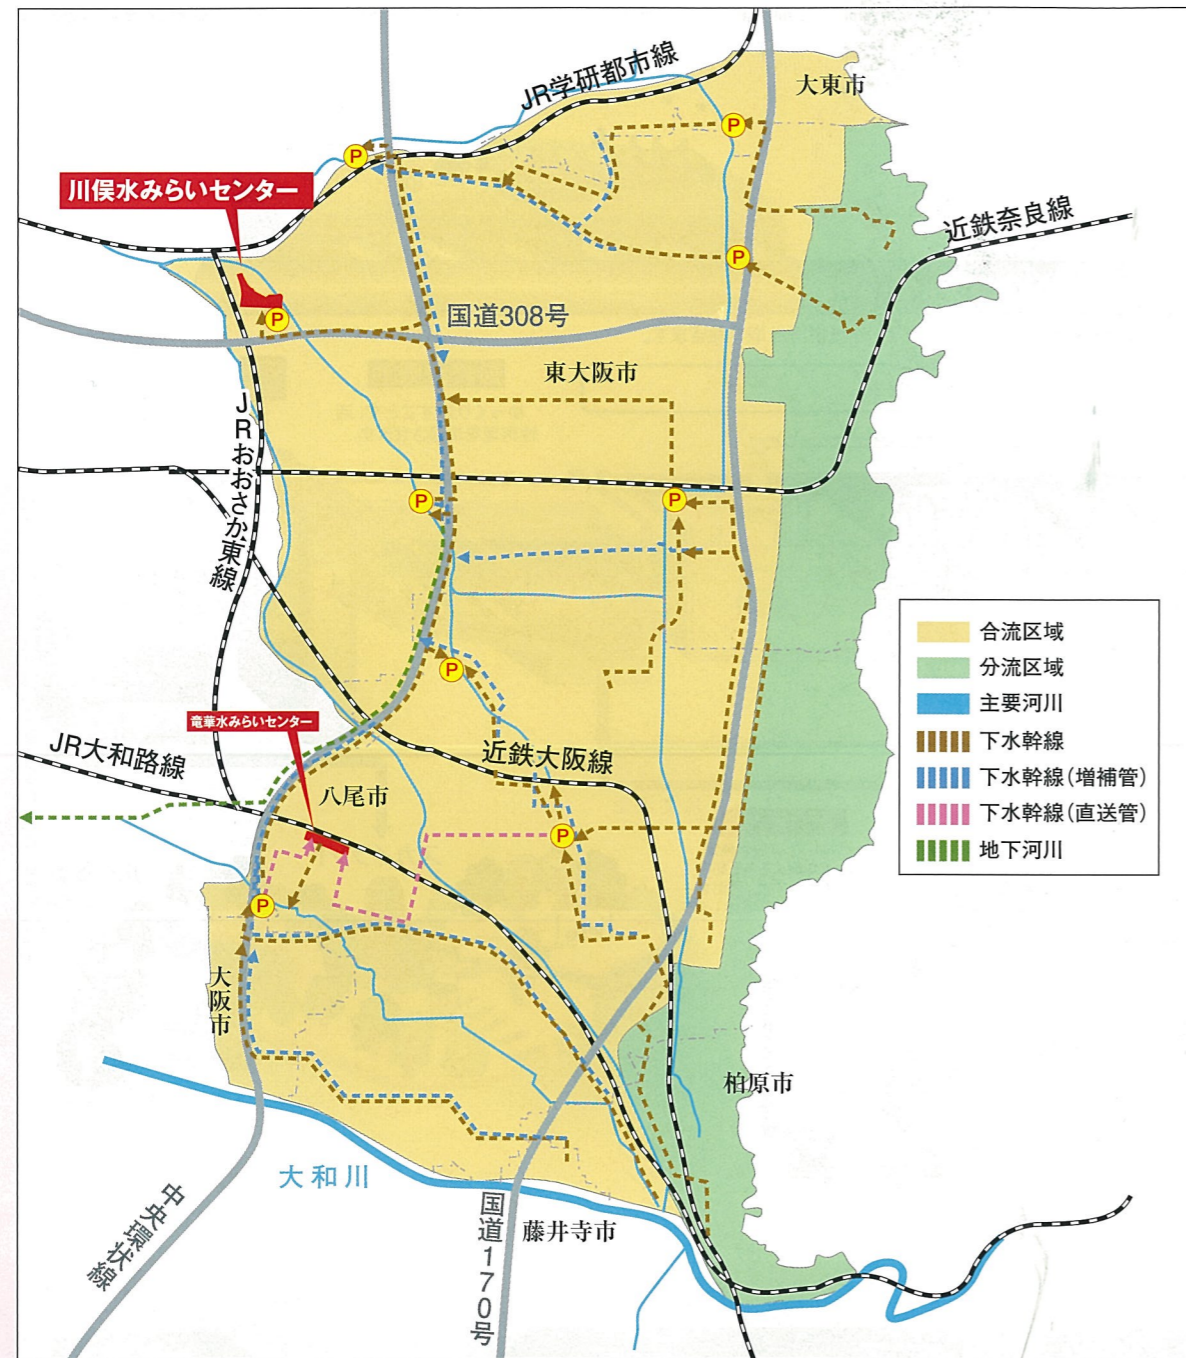 JR学研都市線
大東市
P
P
川俣水みらいセンター
近鉄奈良線
P
P
国道308号
東大阪市
JRおおさか東線
P
P
合流区域
分流区域
主要河川
下水幹線
下水幹線(増補管)
下水幹線(直送管)
地下河川
P
竜華水みらいセンター
JR大和路線
近鉄大阪線
八尾市
P
P
大阪市
柏原市
大和川
中央環状線
国道170号
藤井寺市